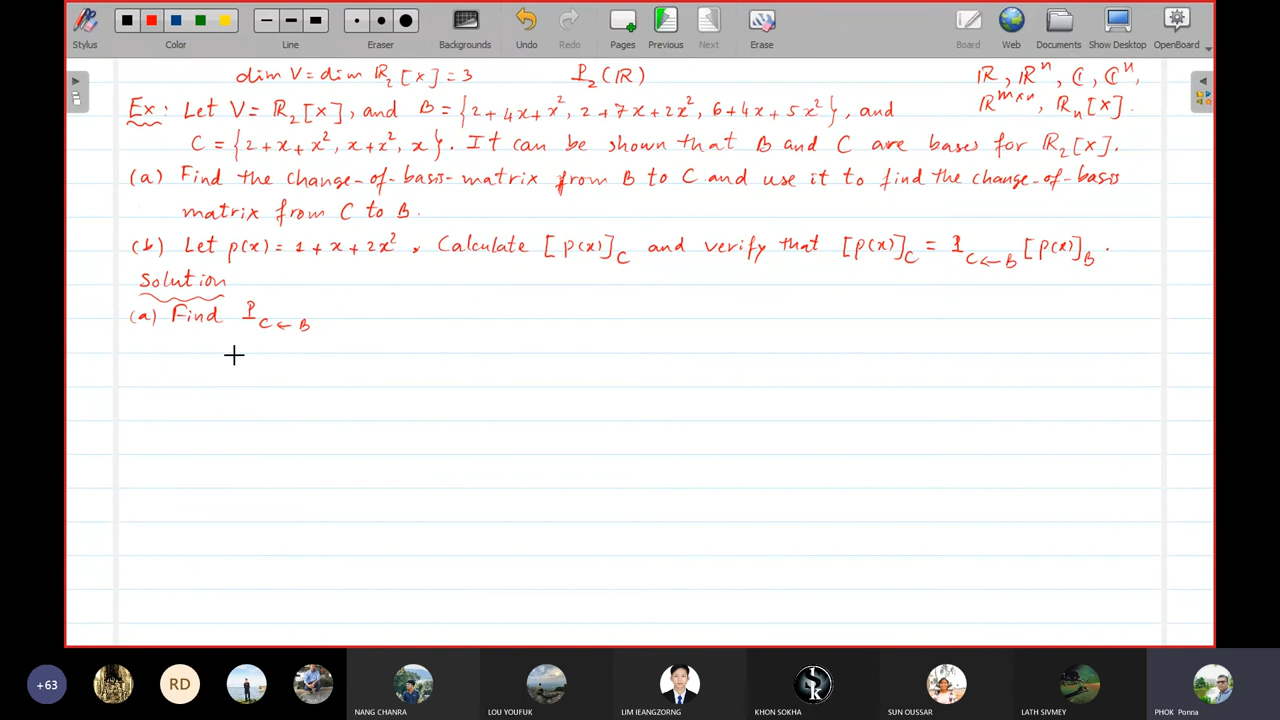 Stylus Color Line Eraser Backgrounds Undo Redo Pages Previous Next Erase Board Web Documents Show Desktop OpenBoard
dim V = dim ℝ₂[x] = 3 P₂(ℝ) ℝ, ℝⁿ, ℂ, ℂⁿ,
ℝᵐˣⁿ, ℝₙ[x].
Ex: Let V = ℝ₂[x], and B = {2+4x+x², 2+7x+2x², 6+4x+5x²}, and
C = {2+x+x², x+x², x}. It can be shown that B and C are bases for ℝ₂[x].
(a) Find the change-of-basis-matrix from B to C and use it to find the change-of-basis
matrix from C to B.
(b) Let p(x) = 1+x+2x². Calculate [p(x)]_C and verify that [p(x)]_C = P_{C←B} [p(x)]_B.
Solution
(a) Find P_{C←B}
+63 RD NANG CHANRA LOU YOUFUK LIM IEANGZORNG KHON SOKHA SUN OUSSAR LATH SIVMEY PHOK Ponna